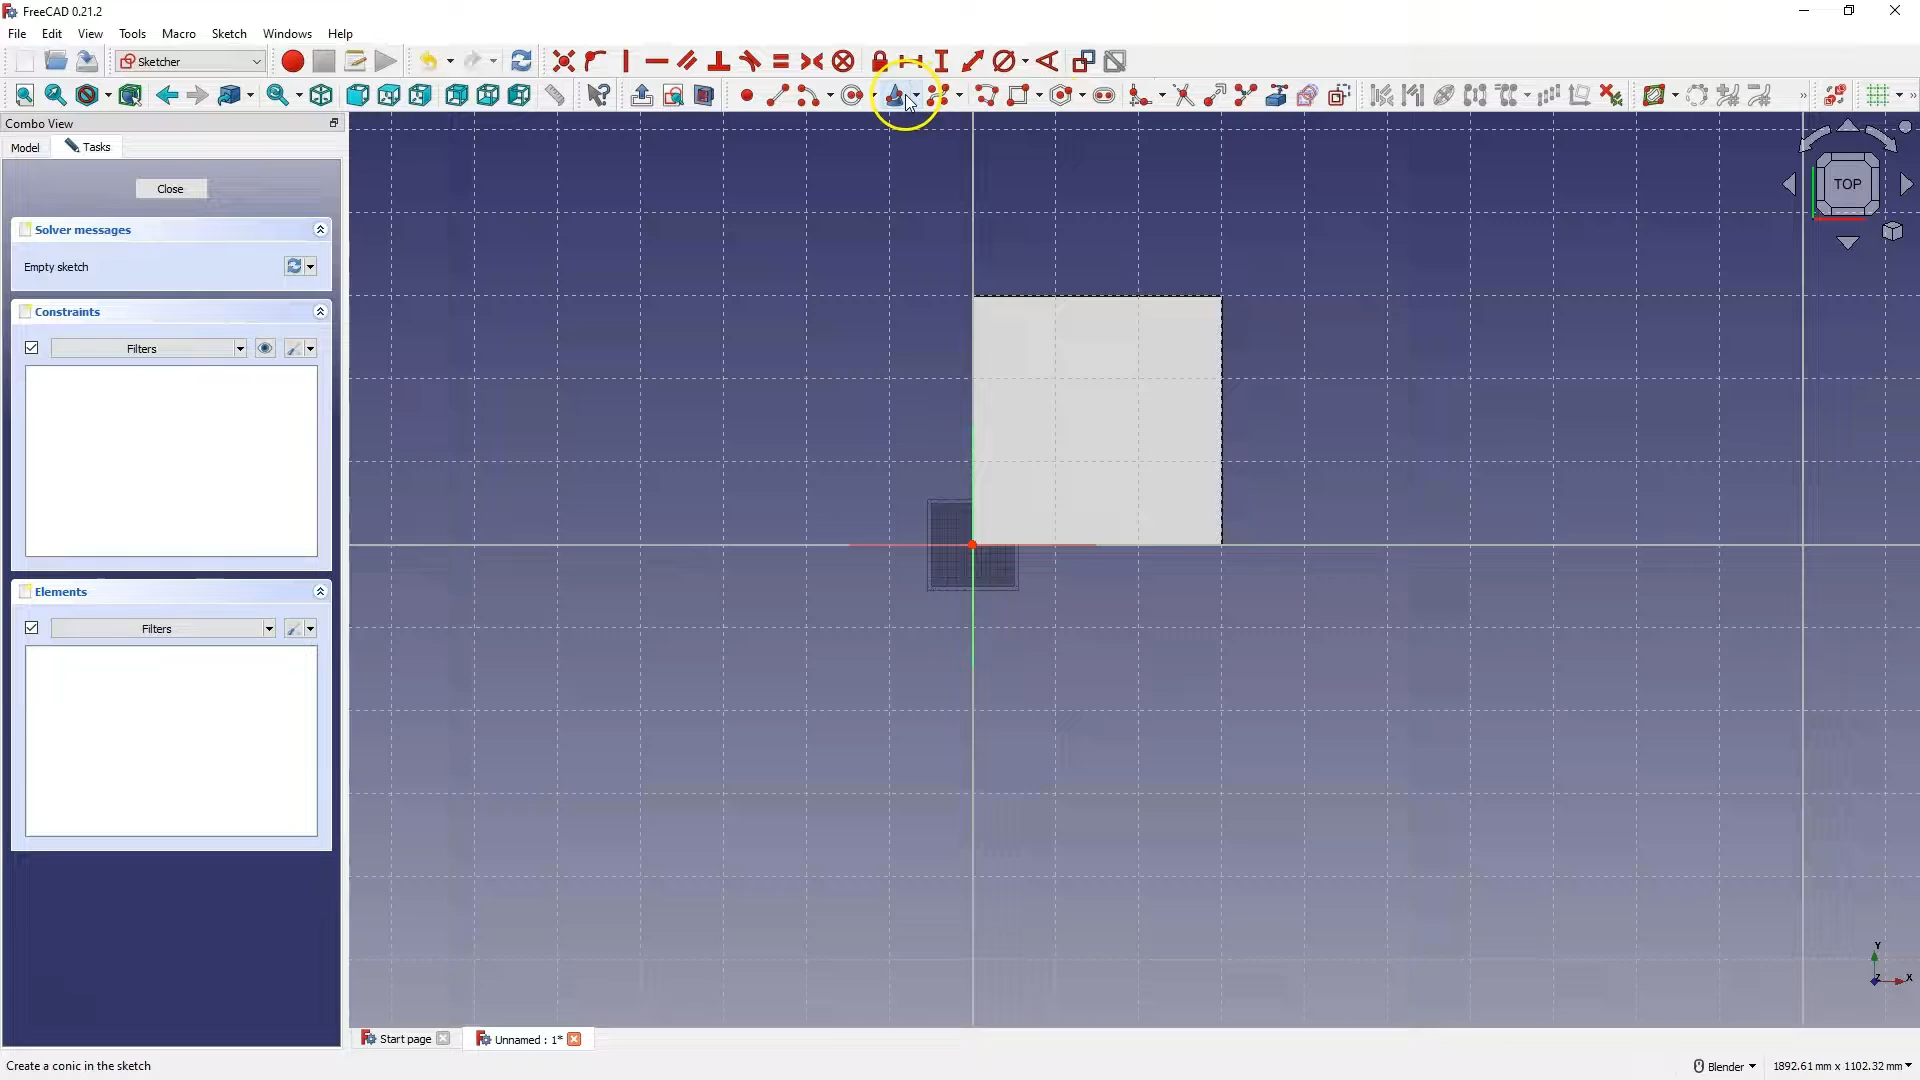 FreeCAD 0.21.2
File Edit View Tools Macro Sketch Windows Help
Sketcher
Combo View
Model Tasks
Close
Solver messages
Empty sketch
Constraints
Filters
Elements
Filters
TOP
Y
Z X
Start page Unnamed : 1*
Create a conic in the sketch Blender 1892.61 mm x 1102.32 mm